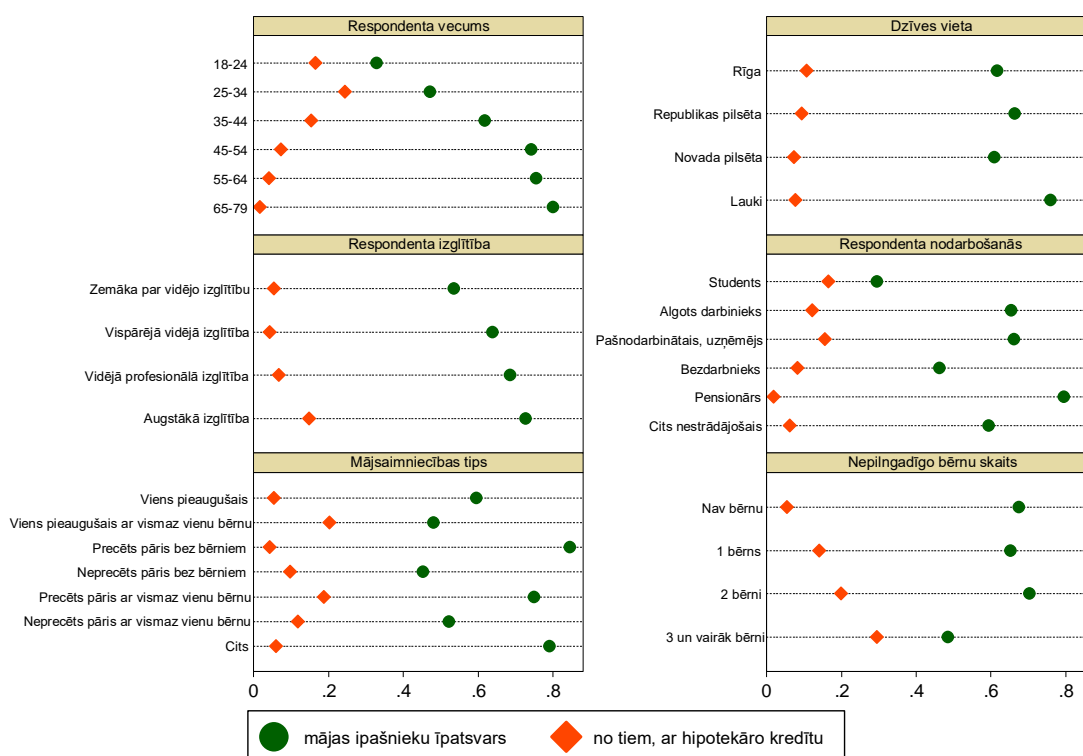 Respondenta vecums
18-24
25-34
35-44
45-54
55-64
65-79
Respondenta izglītība
Zemāka par vidējo izglītību
Vispārējā vidējā izglītība
Vidējā profesionālā izglītība
Augstākā izglītība
Mājsaimniecības tips
Viens pieaugušais
Viens pieaugušais ar vismaz vienu bērnu
Precēts pāris bez bērniem
Neprecēts pāris bez bērniem
Precēts pāris ar vismaz vienu bērnu
Neprecēts pāris ar vismaz vienu bērnu
Cits
0 .2 .4 .6 .8
Dzīves vieta
Rīga
Republikas pilsēta
Novada pilsēta
Lauki
Respondenta nodarbošanās
Students
Algots darbinieks
Pašnodarbinātais, uzņēmējs
Bezdarbnieks
Pensionārs
Cits nestrādājošais
Nepilngadīgo bērnu skaits
Nav bērnu
1 bērns
2 bērni
3 un vairāk bērni
0 .2 .4 .6 .8
mājas ipašnieku īpatsvars
no tiem, ar hipotekāro kredītu